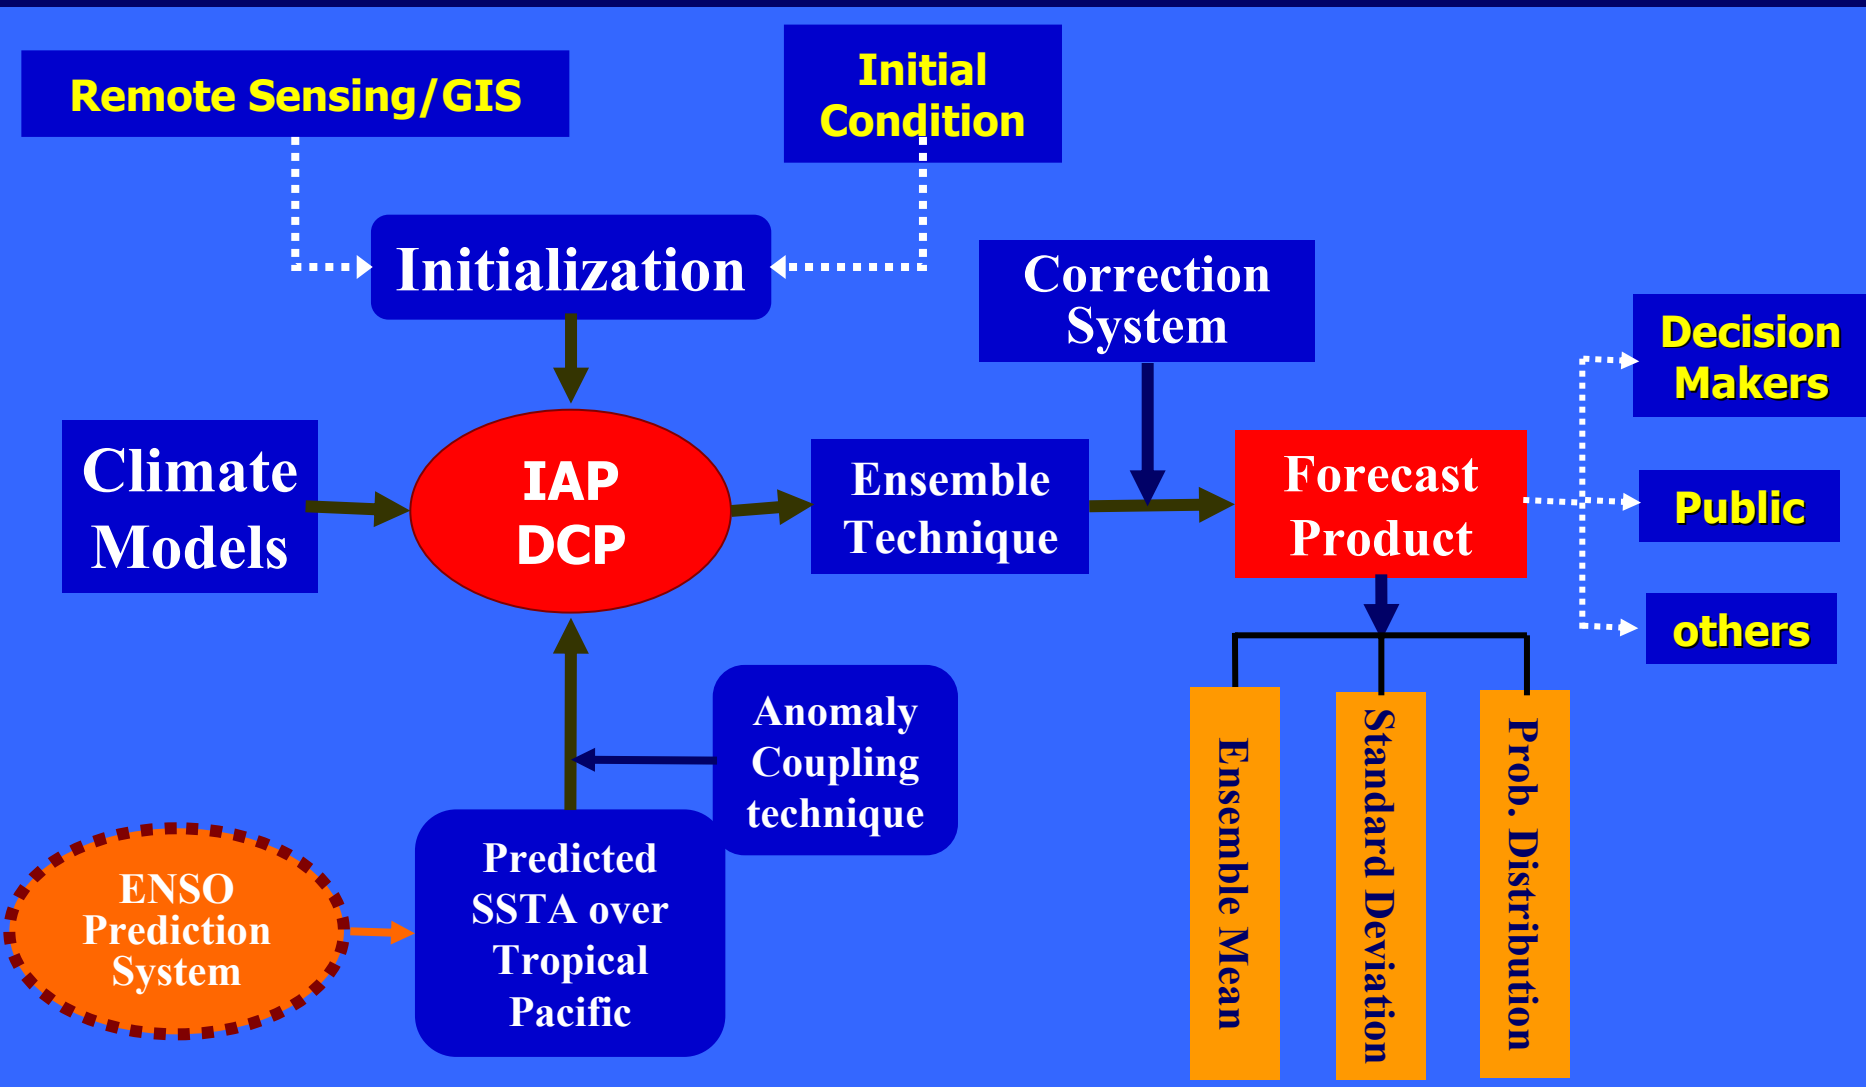 Remote Sensing/GIS
Initial
Condition
Initialization
Correction
System
Decision
Makers
Climate
Models
IAP
DCP
Ensemble
Technique
Forecast
Product
Public
others
Anomaly
Coupling
technique
ENSO
Prediction
System
Predicted
SSTA over
Tropical
Pacific
Ensemble Mean
Standard Deviation
Prob. Distribution